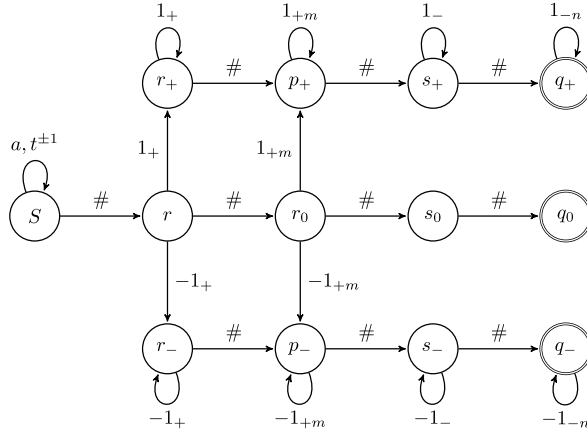 1₊ 1₊ₘ 1₋ 1₋ₙ
r₊ # p₊ # s₊ # q₊
a, t^{±1} 1₊ 1₊ₘ
S # r # r₀ # s₀ # q₀
−1₊ −1₊ₘ
r₋ # p₋ # s₋ # q₋
−1₊ −1₊ₘ −1₋ −1₋ₙ